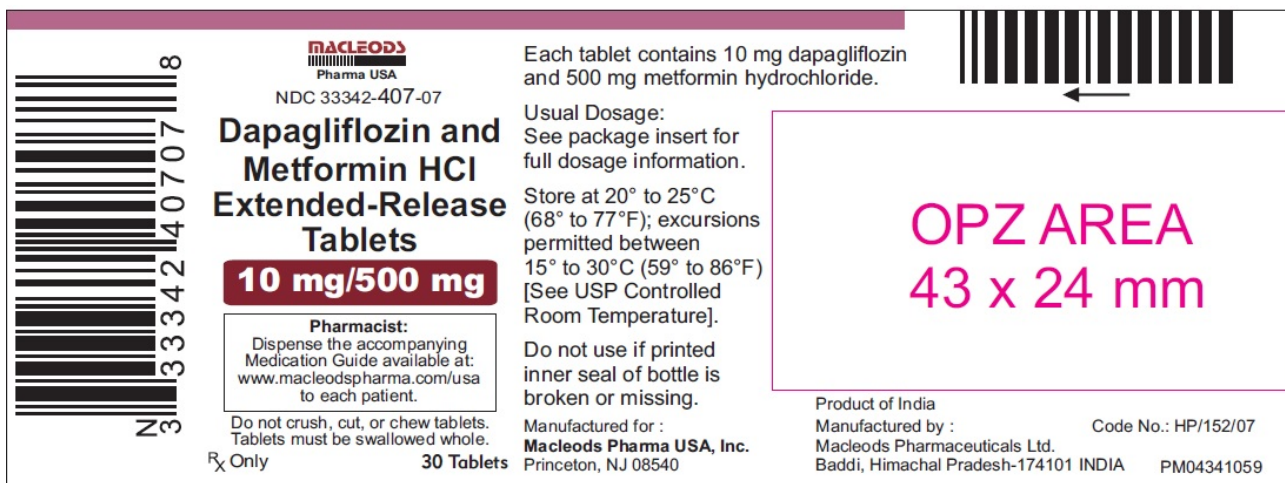 N
3 33342 40707 8
MACLEODS
Pharma USA
NDC 33342-407-07
Dapagliflozin and
Metformin HCl
Extended-Release
Tablets
10 mg/500 mg
Pharmacist:
Dispense the accompanying
Medication Guide available at:
www.macleodspharma.com/usa
to each patient.
Do not crush, cut, or chew tablets.
Tablets must be swallowed whole.
Rx Only 30 Tablets
Each tablet contains 10 mg dapagliflozin
and 500 mg metformin hydrochloride.
Usual Dosage:
See package insert for
full dosage information.
Store at 20° to 25°C
(68° to 77°F); excursions
permitted between
15° to 30°C (59° to 86°F)
[See USP Controlled
Room Temperature].
Do not use if printed
inner seal of bottle is
broken or missing.
Manufactured for :
Macleods Pharma USA, Inc.
Princeton, NJ 08540
OPZ AREA
43 x 24 mm
Product of India
Manufactured by : Code No.: HP/152/07
Macleods Pharmaceuticals Ltd.
Baddi, Himachal Pradesh-174101 INDIA PM04341059